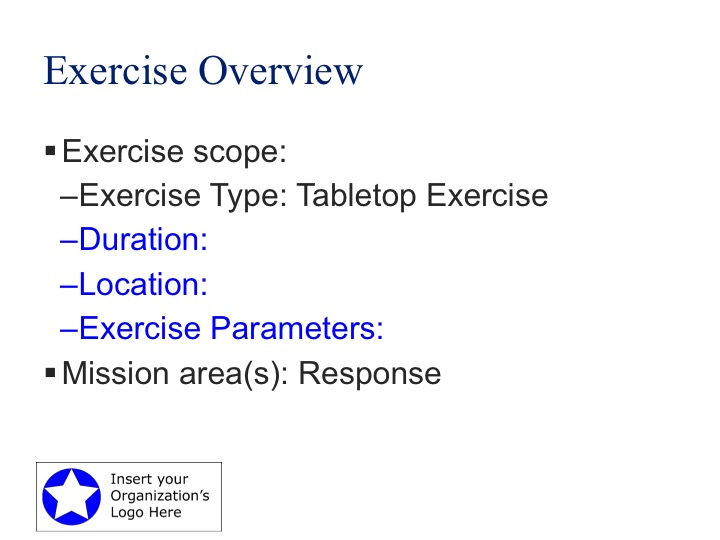 Exercise Overview
▪Exercise scope:
–Exercise Type: Tabletop Exercise
–Duration:
–Location:
–Exercise Parameters:
▪Mission area(s): Response
Insert your
Organization’s
Logo Here